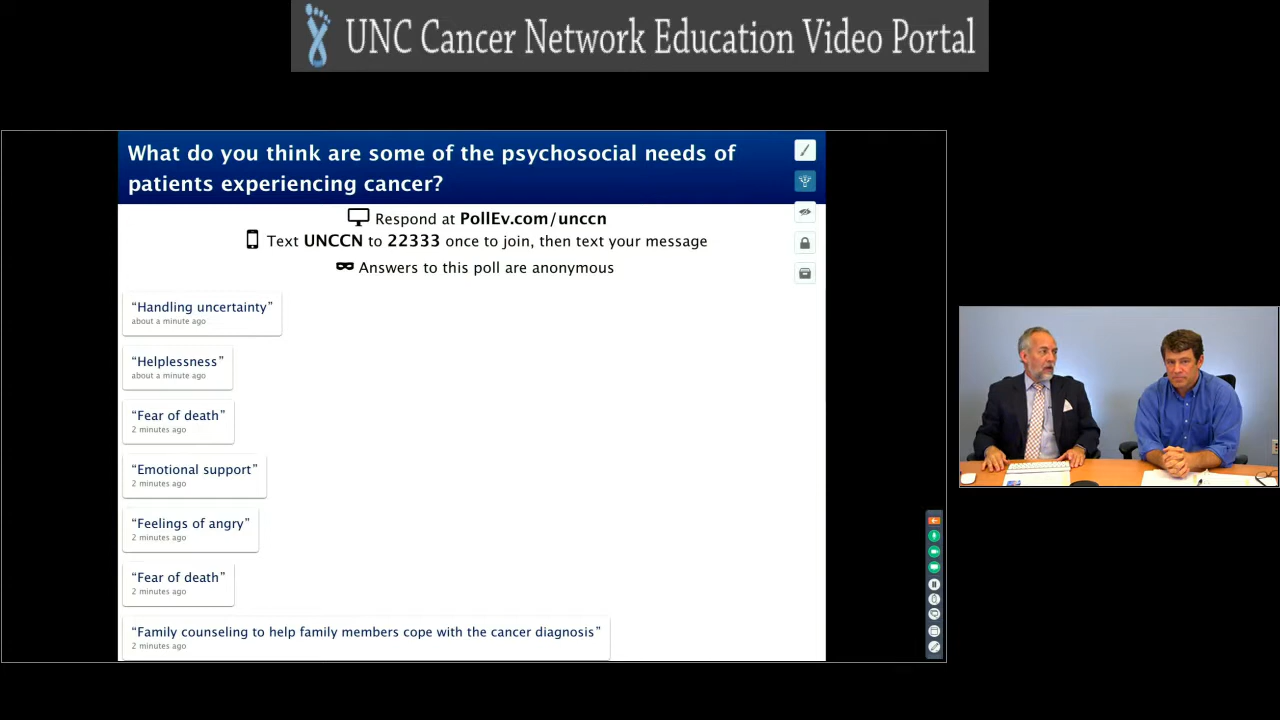 UNC Cancer Network Education Video Portal
What do you think are some of the psychosocial needs of
patients experiencing cancer?
Respond at PollEv.com/unccn
Text UNCCN to 22333 once to join, then text your message
Answers to this poll are anonymous
“Handling uncertainty”
about a minute ago
“Helplessness”
about a minute ago
“Fear of death”
2 minutes ago
“Emotional support”
2 minutes ago
“Feelings of angry”
2 minutes ago
“Fear of death”
2 minutes ago
“Family counseling to help family members cope with the cancer diagnosis”
2 minutes ago